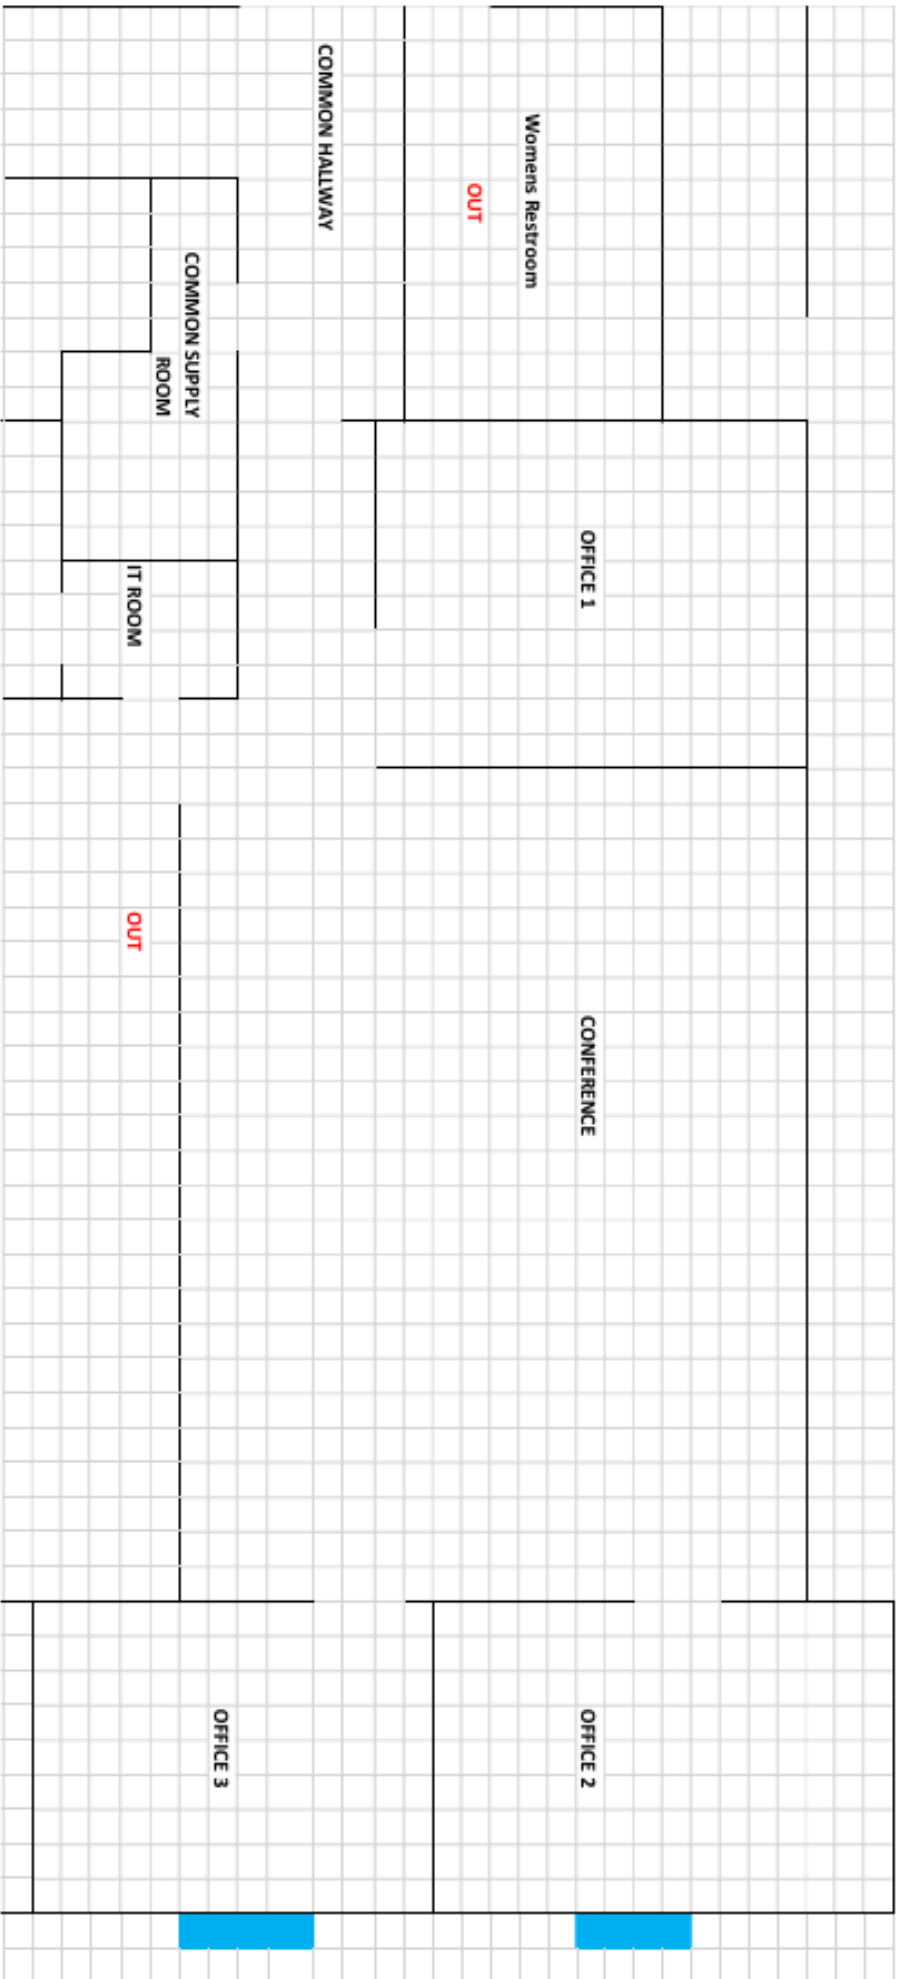 COMMON HALLWAY
Womens Restroom
OUT
COMMON SUPPLY
ROOM
OFFICE 1
IT ROOM
OUT
CONFERENCE
OFFICE 3
OFFICE 2